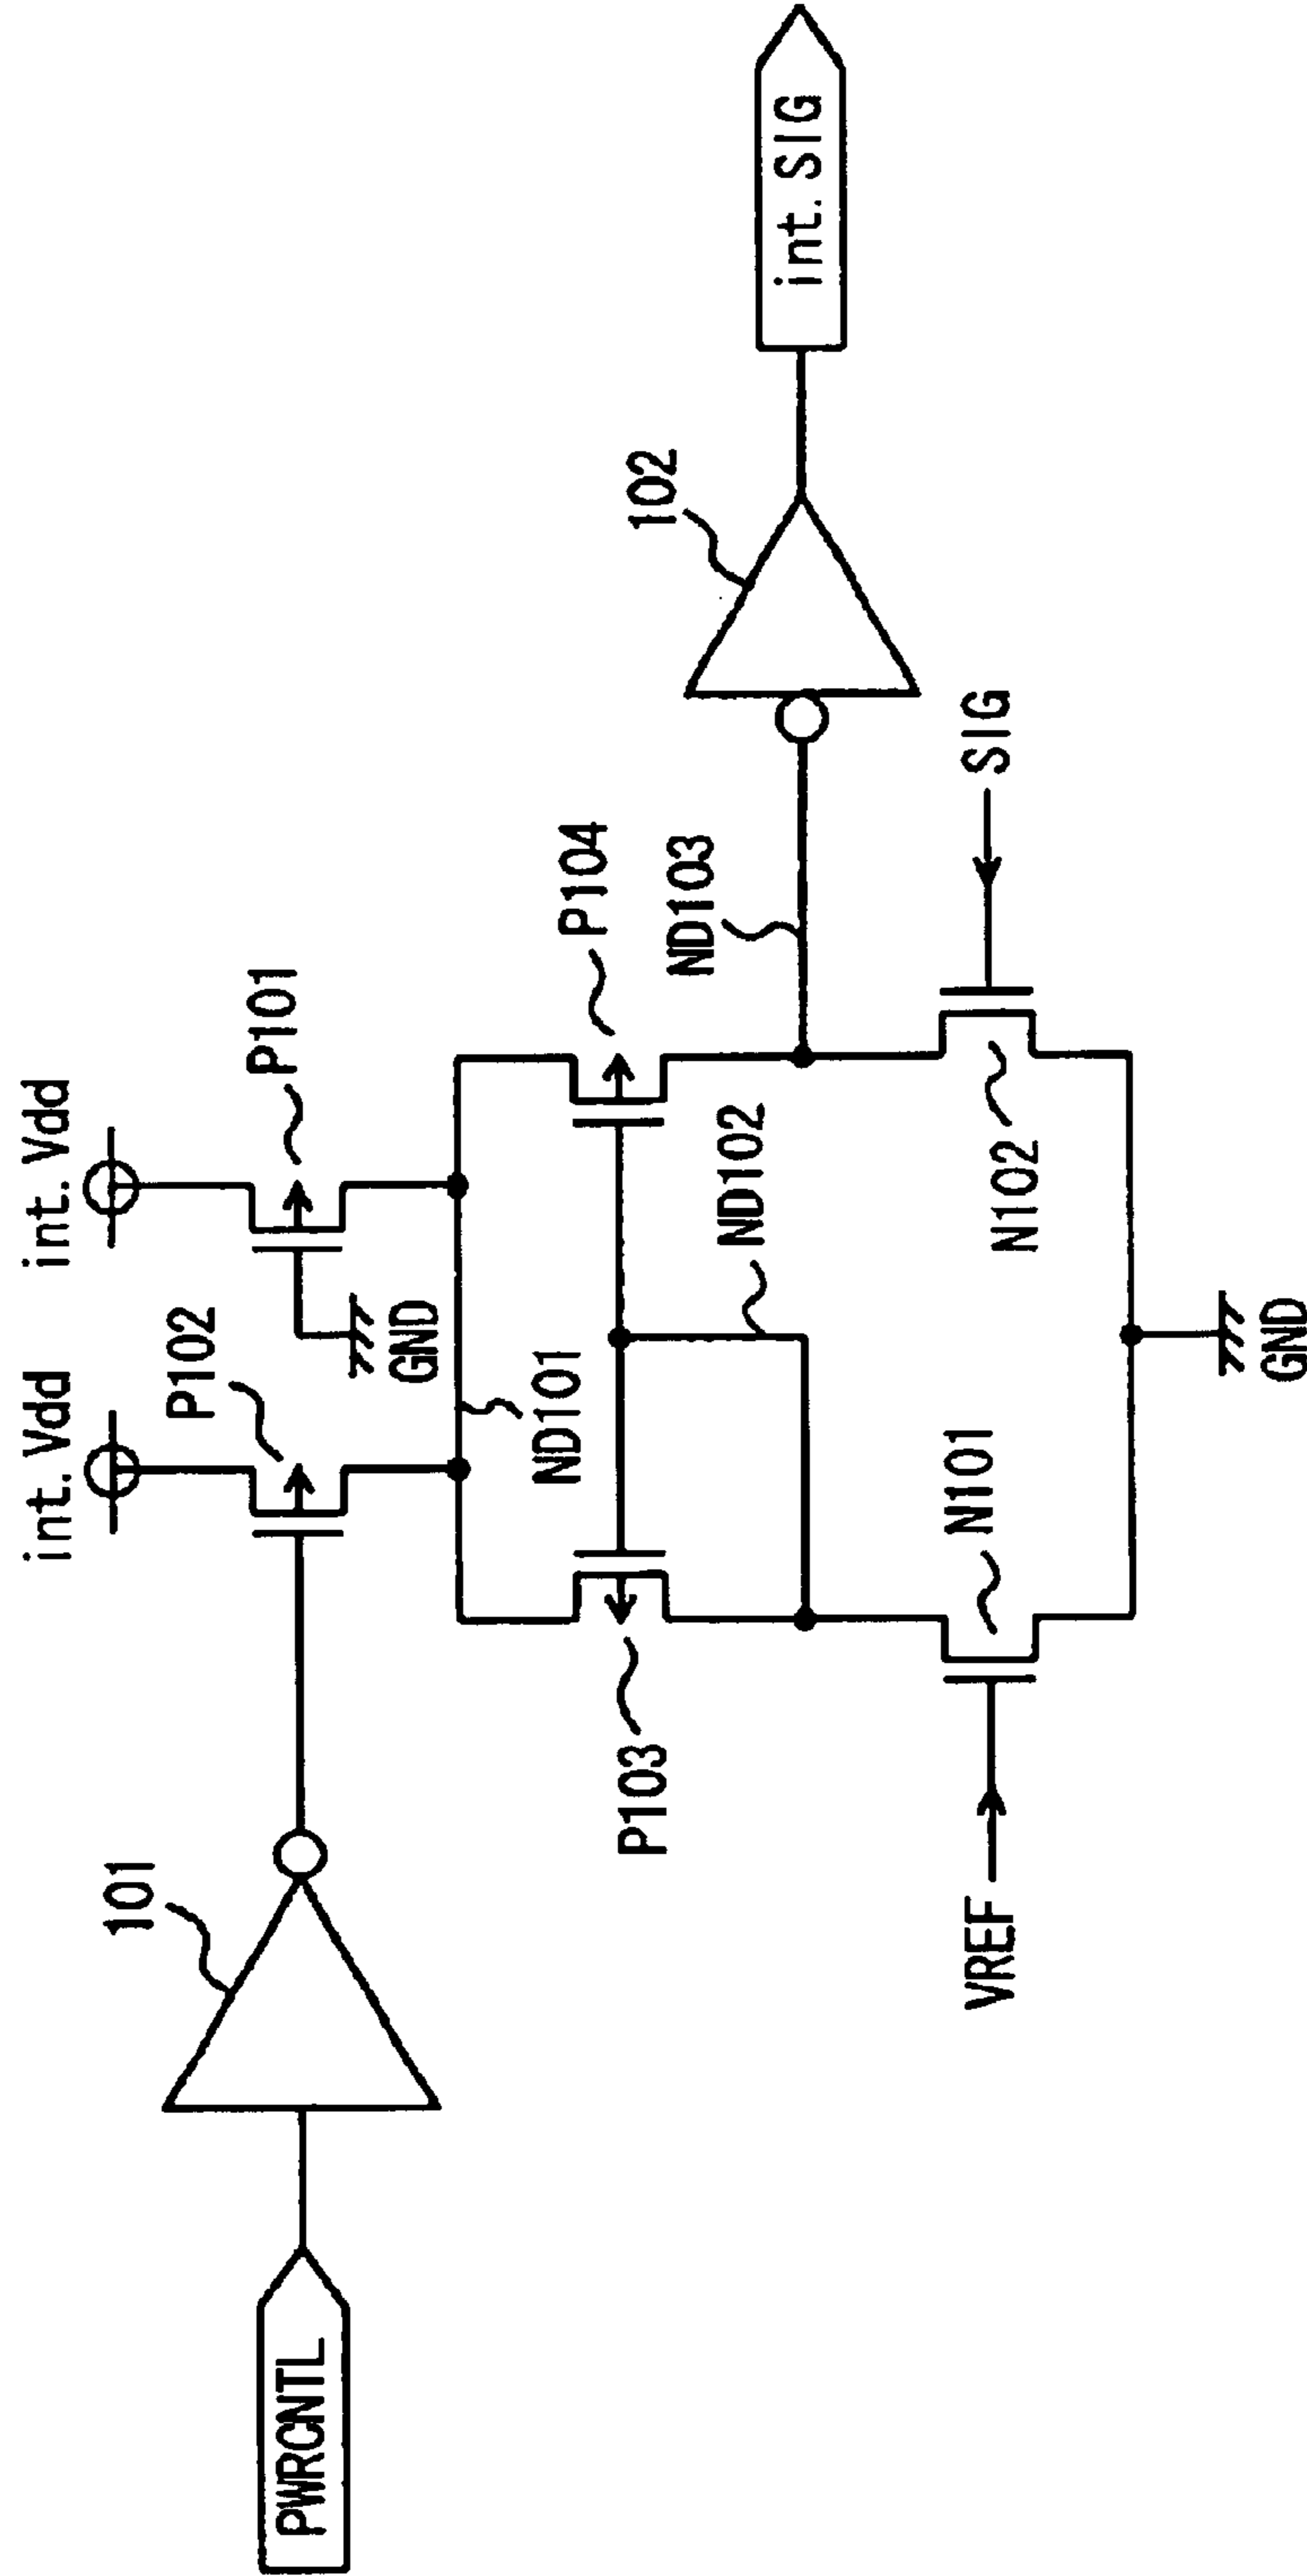 int. Vdd
int. Vdd
P102
P101
101
GND
PWRCNTL
ND101
P103
P104
102
ND102
ND103
int. SIG
VREF
N101
N102
SIG
GND